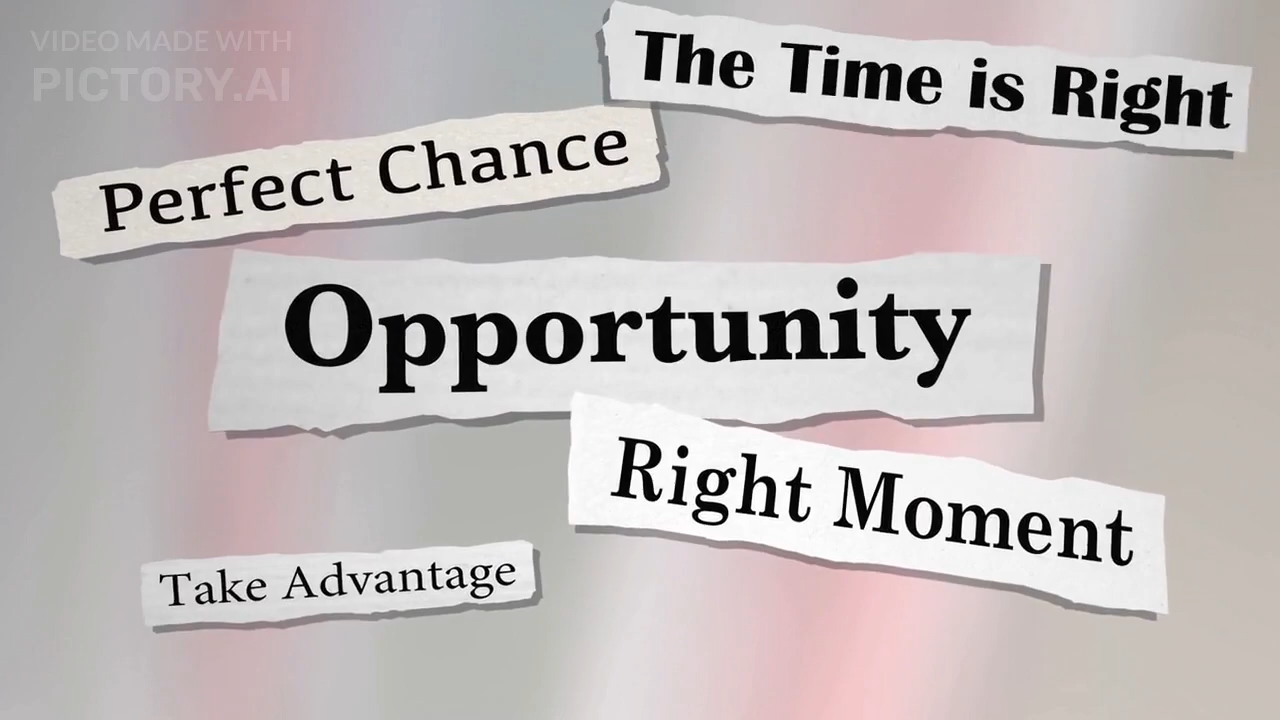 VIDEO MADE WITH
PICTORY.AI
The Time is Right
Perfect Chance
Opportunity
Right Moment
Take Advantage